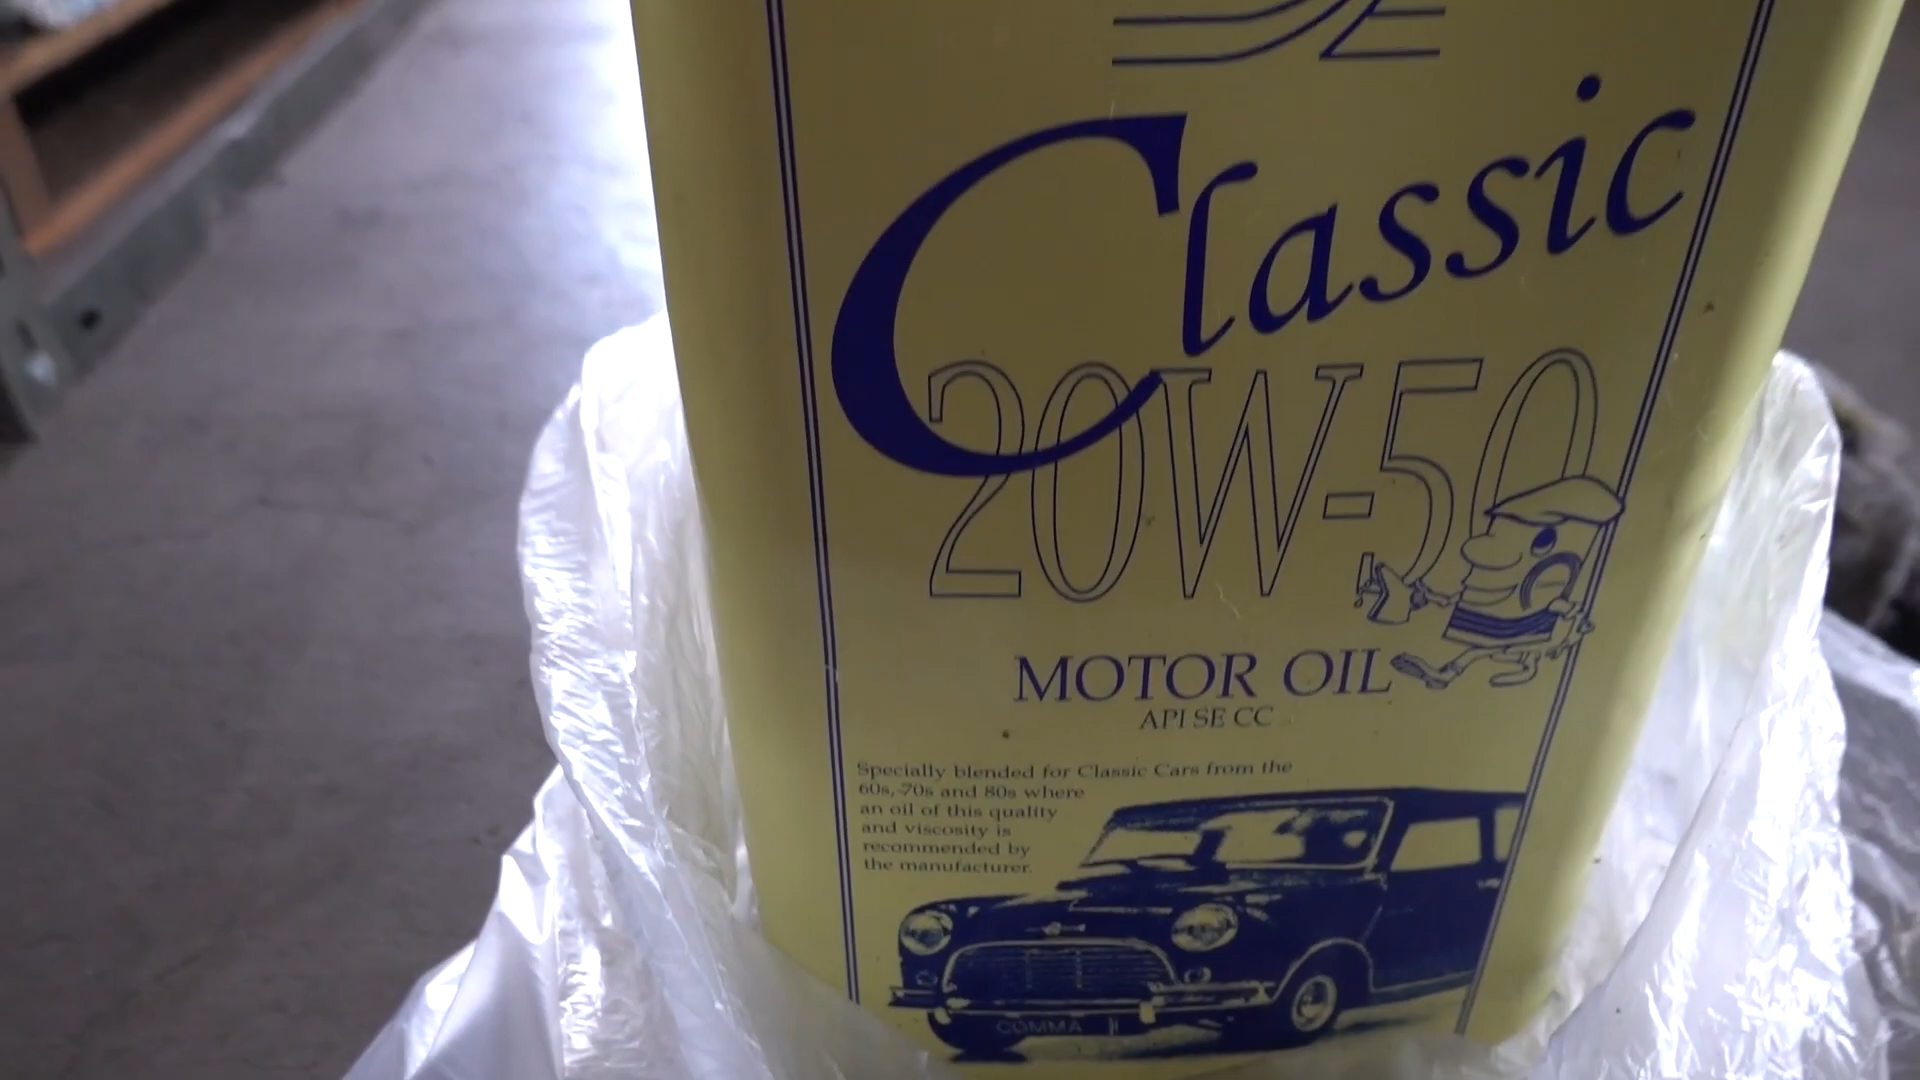 Classic
20W-50
MOTOR OIL
API SE CC
Specially blended for Classic Cars from the
60s, 70s and 80s where
an oil of this quality
and viscosity is
recommended by
the manufacturer.
COMMA